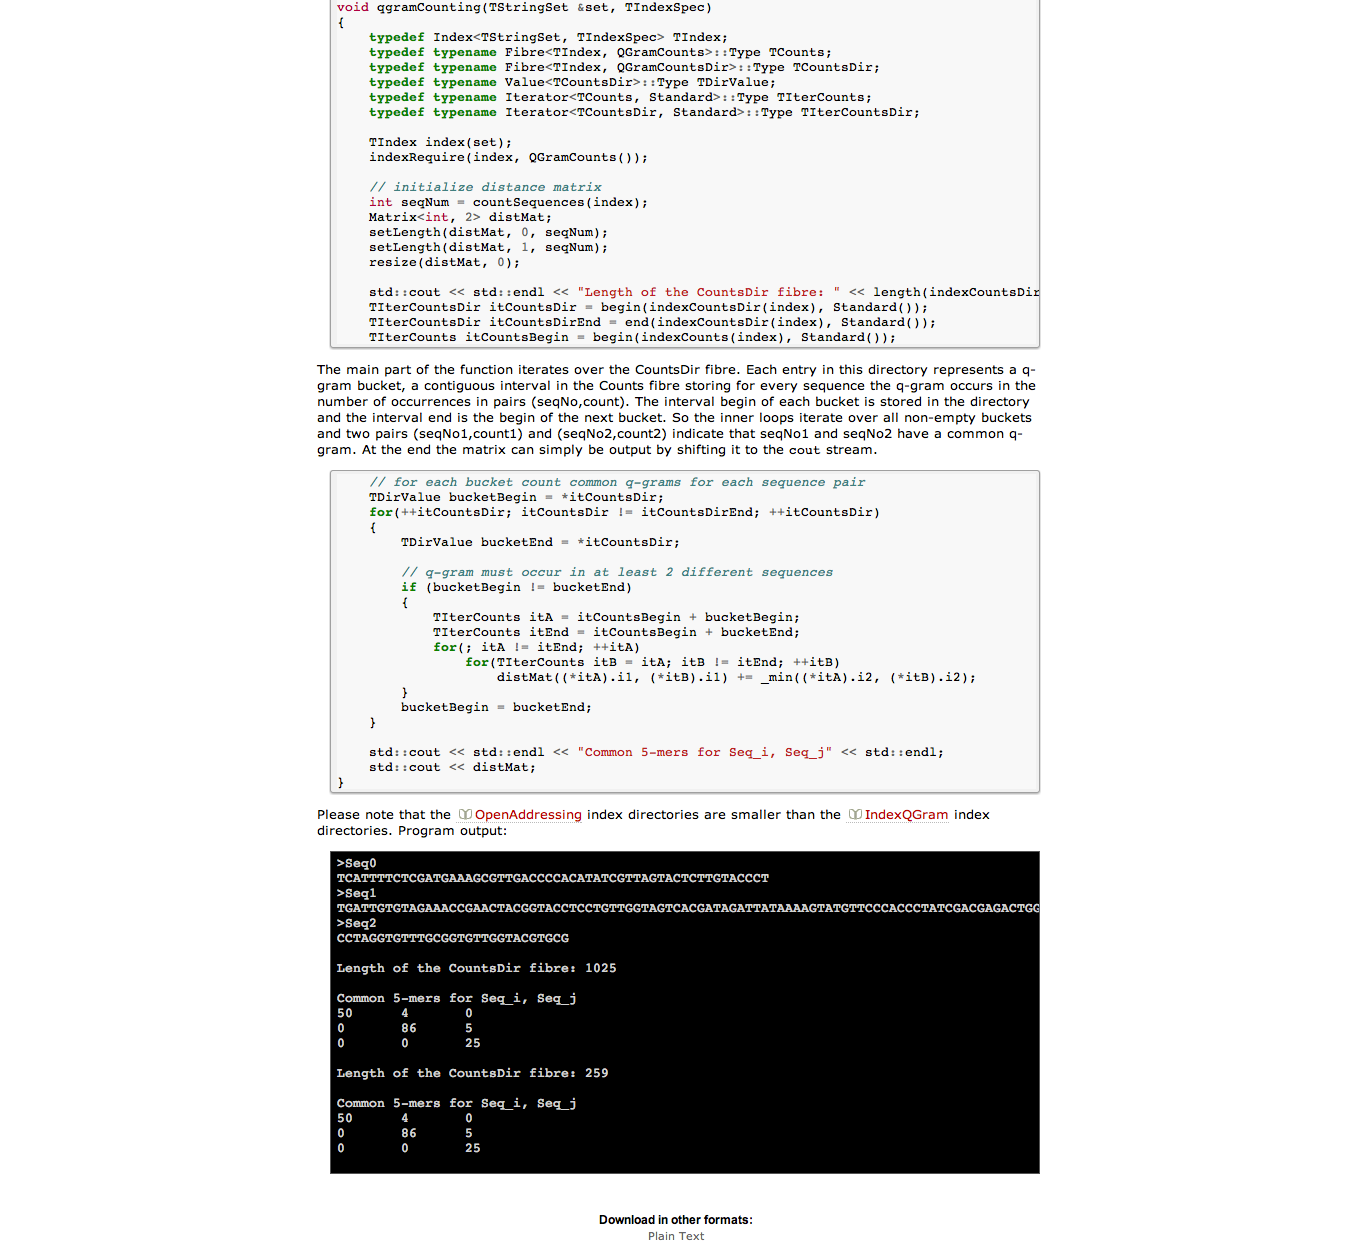 void qgramCounting(TStringSet &set, TIndexSpec)
{
    typedef Index<TStringSet, TIndexSpec> TIndex;
    typedef typename Fibre<TIndex, QGramCounts>::Type TCounts;
    typedef typename Fibre<TIndex, QGramCountsDir>::Type TCountsDir;
    typedef typename Value<TCountsDir>::Type TDirValue;
    typedef typename Iterator<TCounts, Standard>::Type TIterCounts;
    typedef typename Iterator<TCountsDir, Standard>::Type TIterCountsDir;

    TIndex index(set);
    indexRequire(index, QGramCounts());

    // initialize distance matrix
    int seqNum = countSequences(index);
    Matrix<int, 2> distMat;
    setLength(distMat, 0, seqNum);
    setLength(distMat, 1, seqNum);
    resize(distMat, 0);

    std::cout << std::endl << "Length of the CountsDir fibre: " << length(indexCountsDir
    TIterCountsDir itCountsDir = begin(indexCountsDir(index), Standard());
    TIterCountsDir itCountsDirEnd = end(indexCountsDir(index), Standard());
    TIterCounts itCountsBegin = begin(indexCounts(index), Standard());
The main part of the function iterates over the CountsDir fibre. Each entry in this directory represents a q-
gram bucket, a contiguous interval in the Counts fibre storing for every sequence the q-gram occurs in the
number of occurrences in pairs (seqNo,count). The interval begin of each bucket is stored in the directory
and the interval end is the begin of the next bucket. So the inner loops iterate over all non-empty buckets
and two pairs (seqNo1,count1) and (seqNo2,count2) indicate that seqNo1 and seqNo2 have a common q-
gram. At the end the matrix can simply be output by shifting it to the cout stream.
    // for each bucket count common q-grams for each sequence pair
    TDirValue bucketBegin = *itCountsDir;
    for(++itCountsDir; itCountsDir != itCountsDirEnd; ++itCountsDir)
    {
        TDirValue bucketEnd = *itCountsDir;

        // q-gram must occur in at least 2 different sequences
        if (bucketBegin != bucketEnd)
        {
            TIterCounts itA = itCountsBegin + bucketBegin;
            TIterCounts itEnd = itCountsBegin + bucketEnd;
            for(; itA != itEnd; ++itA)
                for(TIterCounts itB = itA; itB != itEnd; ++itB)
                    distMat((*itA).i1, (*itB).i1) += _min((*itA).i2, (*itB).i2);
        }
        bucketBegin = bucketEnd;
    }

    std::cout << std::endl << "Common 5-mers for Seq_i, Seq_j" << std::endl;
    std::cout << distMat;
}
Please note that the OpenAddressing index directories are smaller than the IndexQGram index
directories. Program output:
>Seq0
TCATTTTCTCGATGAAAGCGTTGACCCCACATATCGTTAGTACTCTTGTACCCT
>Seq1
TGATTGTGTAGAAACCGAACTACGGTACCTCCTGTTGGTAGTCACGATAGATTATAAAAGTATGTTCCCACCCTATCGACGAGACTGG
>Seq2
CCTAGGTGTTTGCGGTGTTGGTACGTGCG

Length of the CountsDir fibre: 1025

Common 5-mers for Seq_i, Seq_j
50      4       0
0       86      5
0       0       25

Length of the CountsDir fibre: 259

Common 5-mers for Seq_i, Seq_j
50      4       0
0       86      5
0       0       25
Download in other formats:
Plain Text